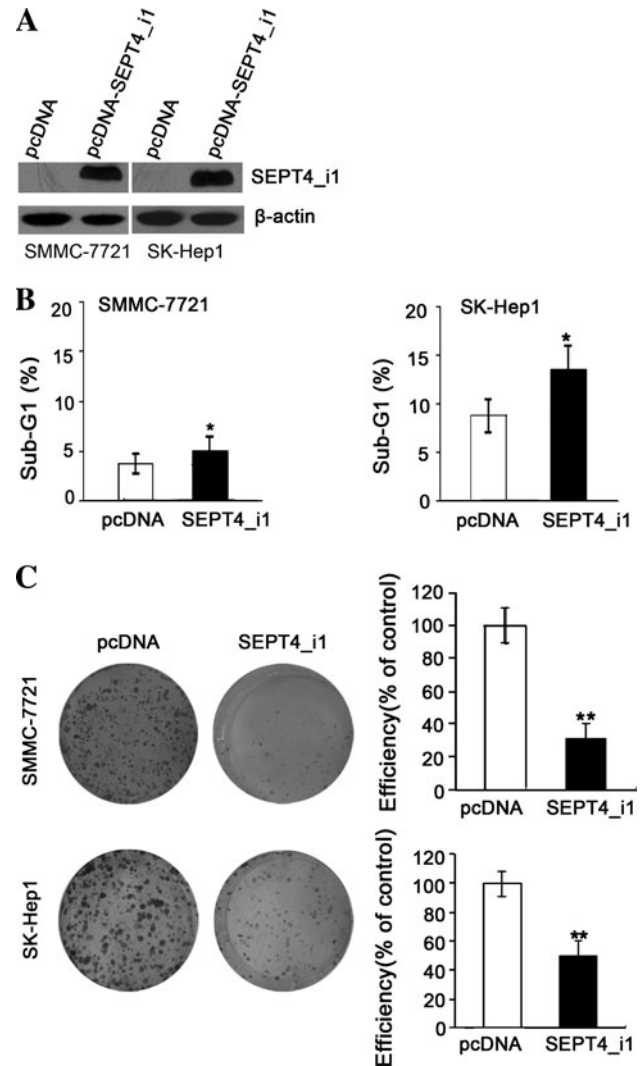 A
pcDNA
pcDNA-SEPT4_i1
pcDNA
pcDNA-SEPT4_i1
SEPT4_i1
β-actin
SMMC-7721
SK-Hep1
B
SMMC-7721
Sub-G1 (%)
20
15
10
5
0
*
pcDNA
SEPT4_i1
SK-Hep1
Sub-G1 (%)
20
15
10
5
0
*
pcDNA
SEPT4_i1
C
pcDNA
SEPT4_i1
SMMC-7721
SK-Hep1
Efficiency(% of control)
120
100
80
60
40
20
0
**
pcDNA
SEPT4_i1
Efficiency(% of control)
120
100
80
60
40
20
0
**
pcDNA
SEPT4_i1